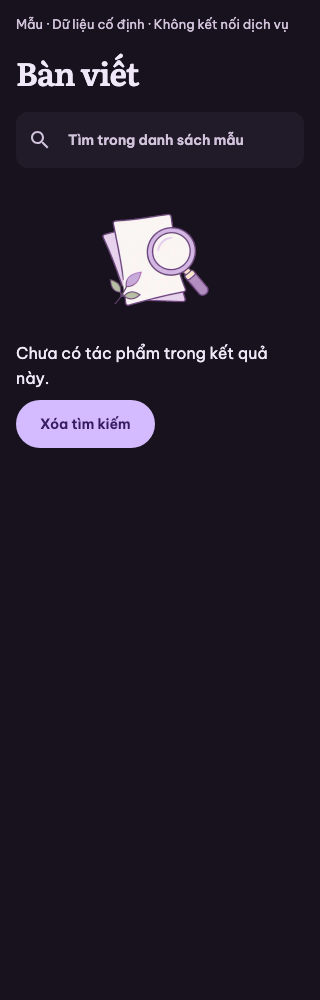 Mẫu · Dữ liệu cố định · Không kết nối dịch vụ
Bàn viết
Tìm trong danh sách mẫu
Chưa có tác phẩm trong kết quả
này.
Xóa tìm kiếm